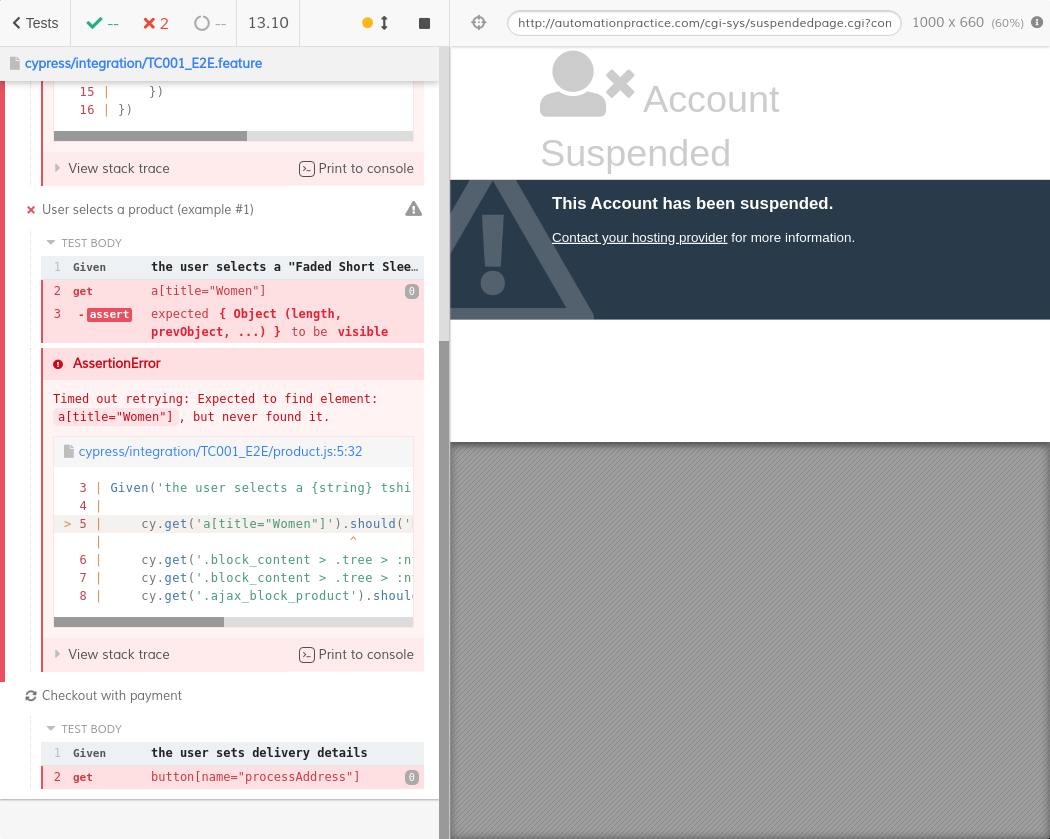 Tests
--
2
--
13.10
http://automationpractice.com/cgi-sys/suspendedpage.cgi?con
1000 x 660 (60%)
cypress/integration/TC001_E2E.feature
15 | })
16 | })
View stack trace
Print to console
User selects a product (example #1)
TEST BODY
1 Given the user selects a "Faded Short Slee…
2 get a[title="Women"] 0
3 -assert expected { Object (length,
prevObject, ...) } to be visible
AssertionError
Timed out retrying: Expected to find element:
a[title="Women"] , but never found it.
cypress/integration/TC001_E2E/product.js:5:32
3 | Given('the user selects a {string} tshi
4 |
> 5 | cy.get('a[title="Women"]').should('
| ^
6 | cy.get('.block_content > .tree > :n
7 | cy.get('.block_content > .tree > :n
8 | cy.get('.ajax_block_product').shoul
View stack trace
Print to console
Checkout with payment
TEST BODY
1 Given the user sets delivery details
2 get button[name="processAddress"] 0
Account
Suspended
This Account has been suspended.
Contact your hosting provider for more information.